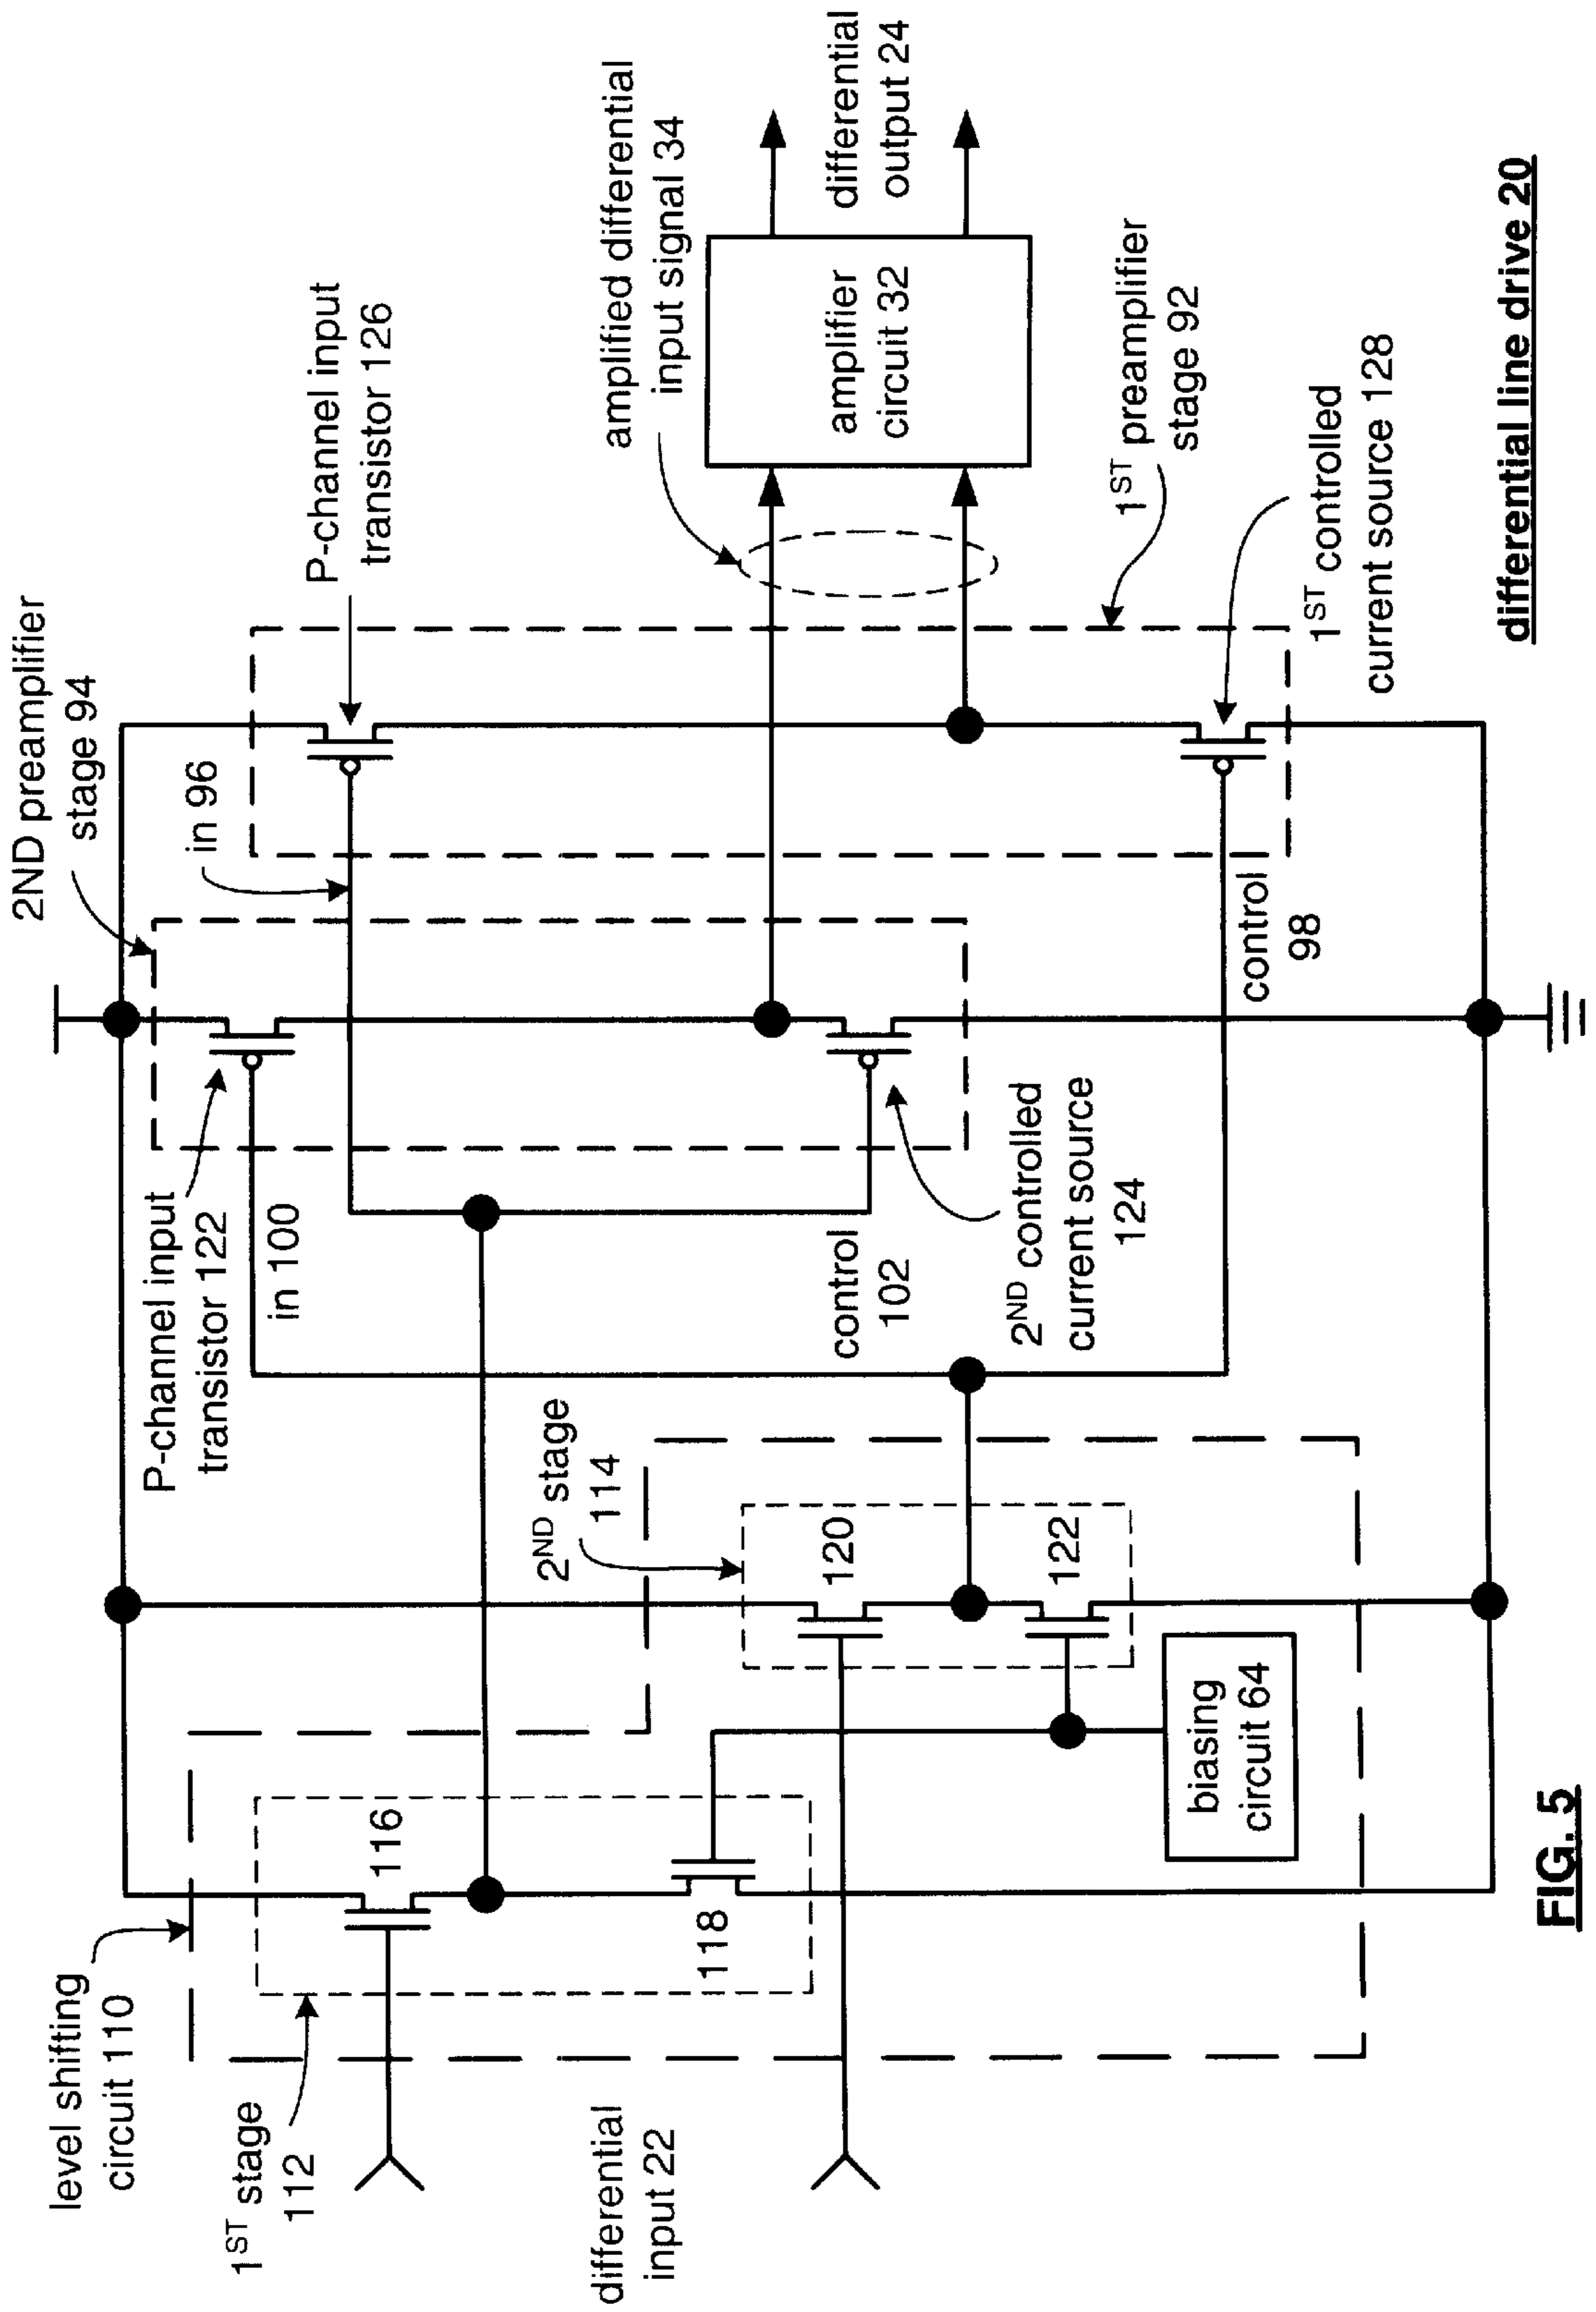 2ND preamplifier
stage 94
P-channel input
transistor 126
in 96
P-channel input
transistor 122
in 100
amplified differential
input signal 34
amplifier
circuit 32
differential
output 24
level shifting
circuit 110
1ST stage
112
116
118
2ND stage
114
120
122
control
102
2ND controlled
current source
124
control
98
1ST preamplifier
stage 92
1ST controlled
current source 128
differential
input 22
biasing
circuit 64
FIG. 5
differential line drive 20